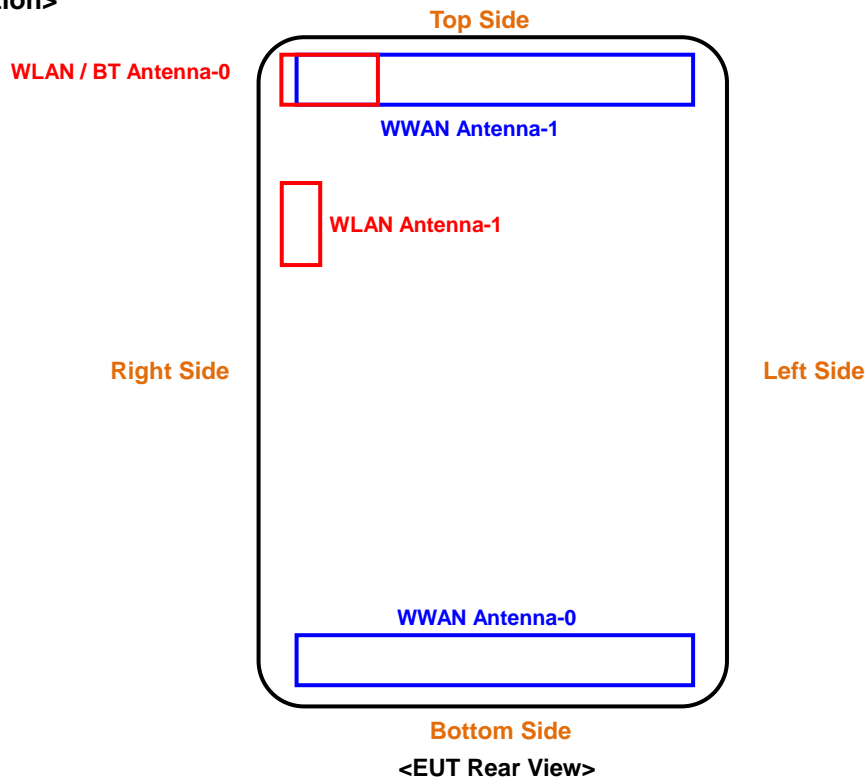 tion>
Top Side
WLAN / BT Antenna-0
WWAN Antenna-1
WLAN Antenna-1
Right Side
Left Side
WWAN Antenna-0
Bottom Side
<EUT Rear View>